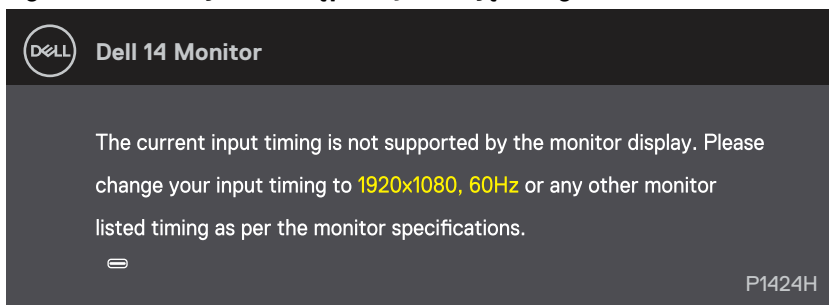 DELL
Dell 14 Monitor
The current input timing is not supported by the monitor display. Please
change your input timing to 1920x1080, 60Hz or any other monitor
listed timing as per the monitor specifications.
P1424H